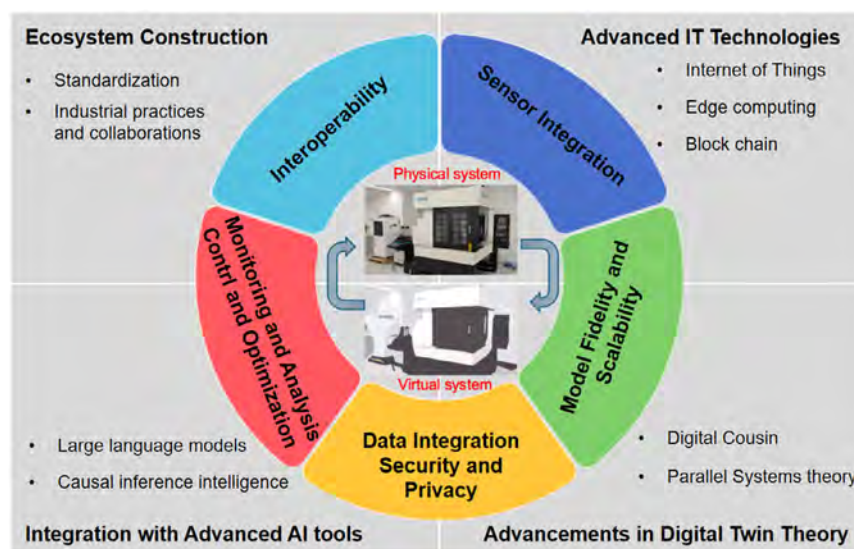 Ecosystem Construction
• Standardization
• Industrial practices
and collaborations
Advanced IT Technologies
• Internet of Things
• Edge computing
• Block chain
Interoperability
Sensor Integration
Physical system
Monitoring and Analysis
Contrl and Optimization
Model Fidelity and
Scalability
Virtual system
Data Integration
Security and
Privacy
• Large language models
• Causal inference intelligence
Integration with Advanced AI tools
• Digital Cousin
• Parallel Systems theory
Advancements in Digital Twin Theory